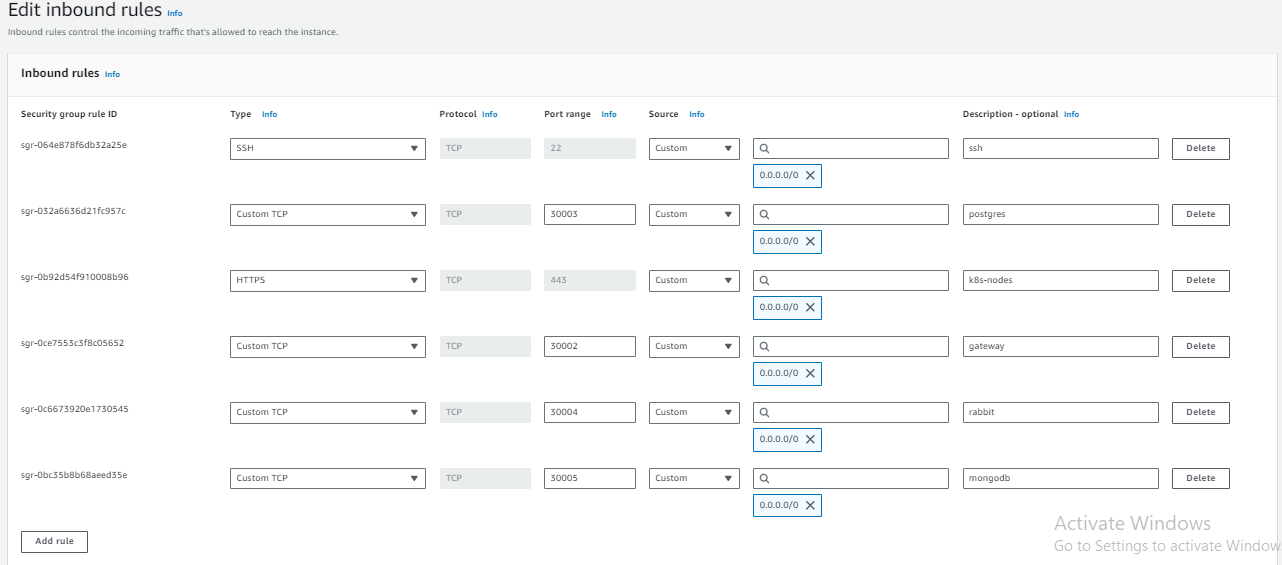 Edit inbound rules Info
Inbound rules control the incoming traffic that's allowed to reach the instance.
Inbound rules Info
Security group rule ID Type Info Protocol Info Port range Info Source Info Description - optional Info
sgr-064e878f6db32a25e SSH TCP 22 Custom ssh Delete
0.0.0.0/0
sgr-032a6636d21fc957c Custom TCP TCP 30003 Custom postgres Delete
0.0.0.0/0
sgr-0b92d54f910008b96 HTTPS TCP 443 Custom k8s-nodes Delete
0.0.0.0/0
sgr-0ce7553c3f8c05652 Custom TCP TCP 30002 Custom gateway Delete
0.0.0.0/0
sgr-0c6673920e1730545 Custom TCP TCP 30004 Custom rabbit Delete
0.0.0.0/0
sgr-0bc35b8b68aeed35e Custom TCP TCP 30005 Custom mongodb Delete
0.0.0.0/0
Add rule
Activate Windows
Go to Settings to activate Window